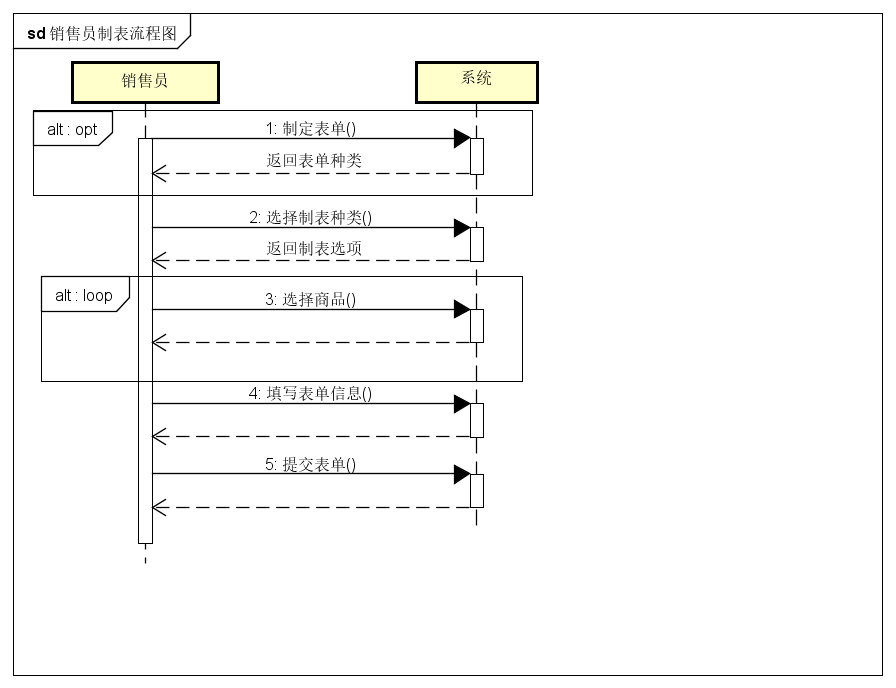 sd 销售员制表流程图
销售员
系统
alt : opt
1: 制定表单()
返回表单种类
2: 选择制表种类()
返回制表选项
alt : loop
3: 选择商品()
4: 填写表单信息()
5: 提交表单()